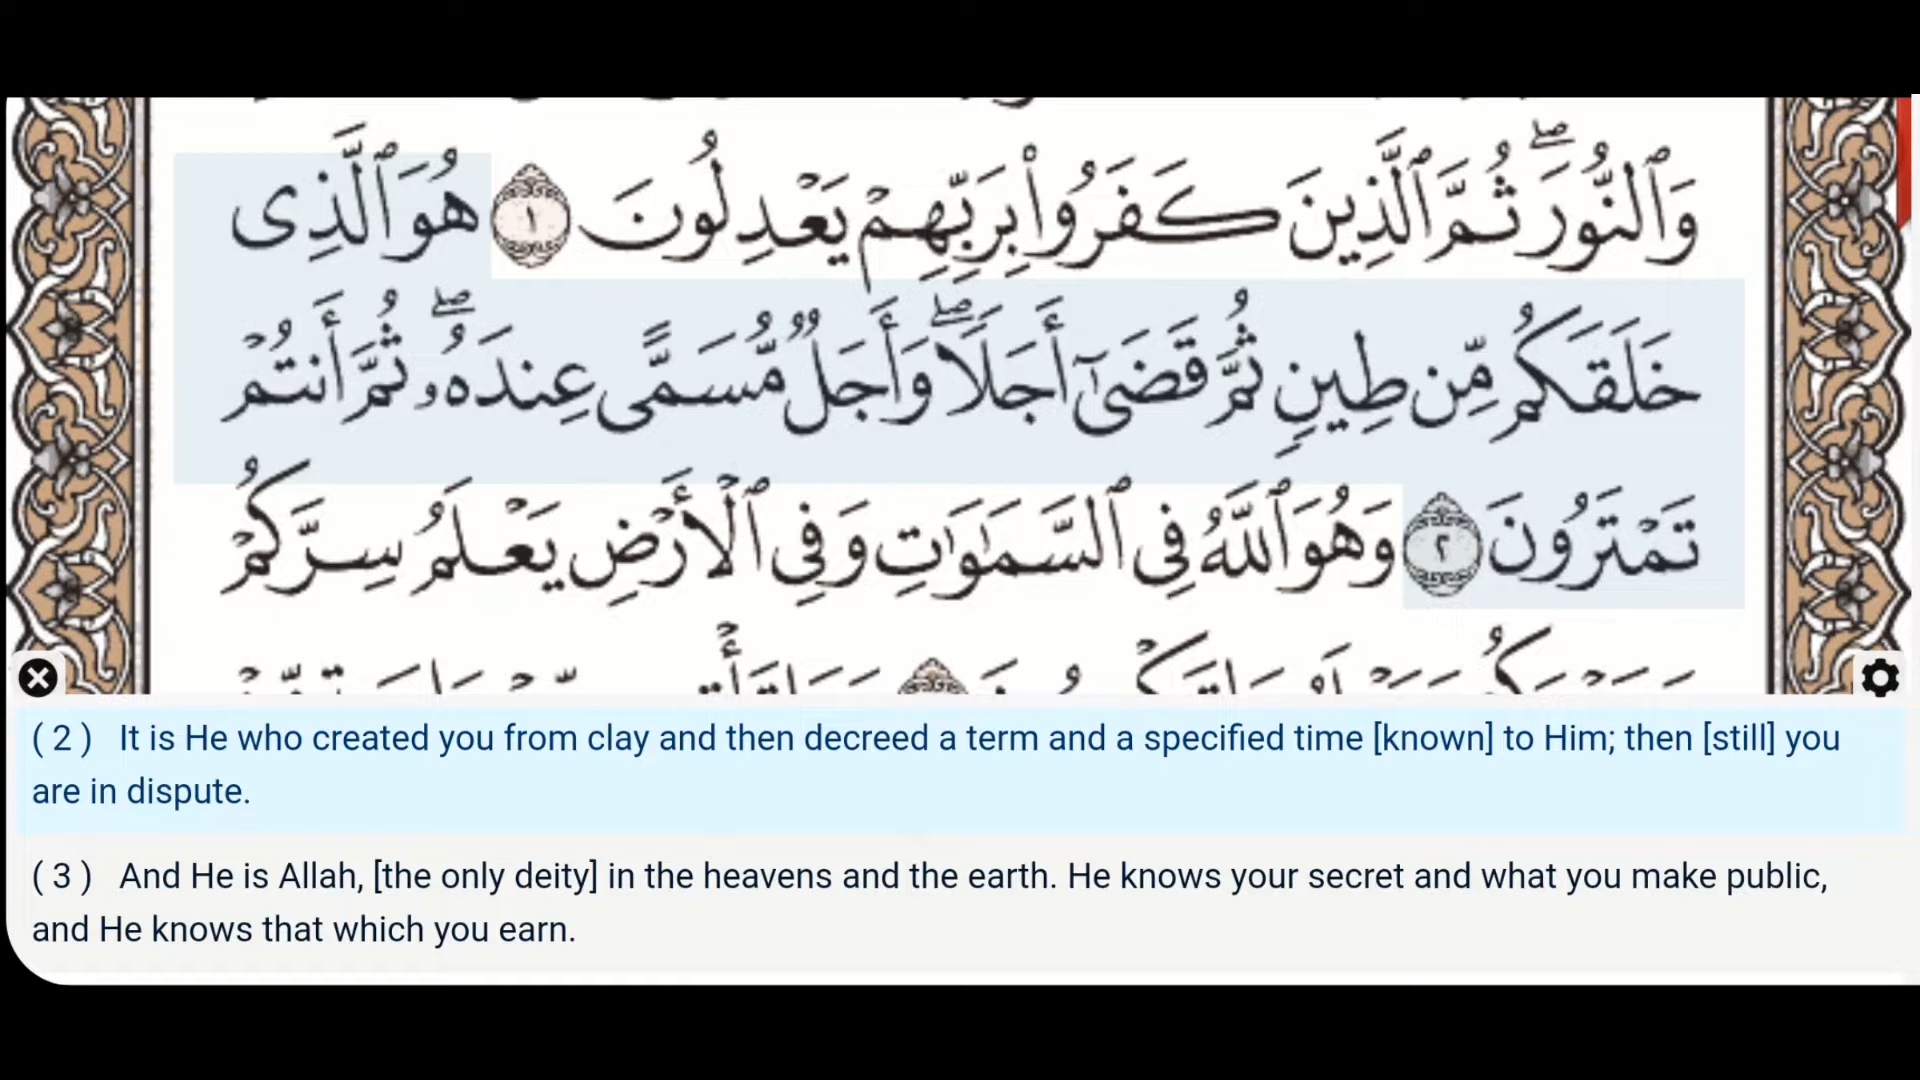 وَٱلنُّورَ ۖ ثُمَّ ٱلَّذِينَ كَفَرُوا۟ بِرَبِّهِمْ يَعْدِلُونَ ١ هُوَ ٱلَّذِى
خَلَقَكُم مِّن طِينٍ ثُمَّ قَضَىٰٓ أَجَلًا ۖ وَأَجَلٌ مُّسَمًّى عِندَهُۥ ۖ ثُمَّ أَنتُمْ
تَمْتَرُونَ ٢ وَهُوَ ٱللَّهُ فِى ٱلسَّمَـٰوَٰتِ وَفِى ٱلْأَرْضِ يَعْلَمُ سِرَّكُمْ
( 2 ) It is He who created you from clay and then decreed a term and a specified time [known] to Him; then [still] you
are in dispute.
( 3 ) And He is Allah, [the only deity] in the heavens and the earth. He knows your secret and what you make public,
and He knows that which you earn.